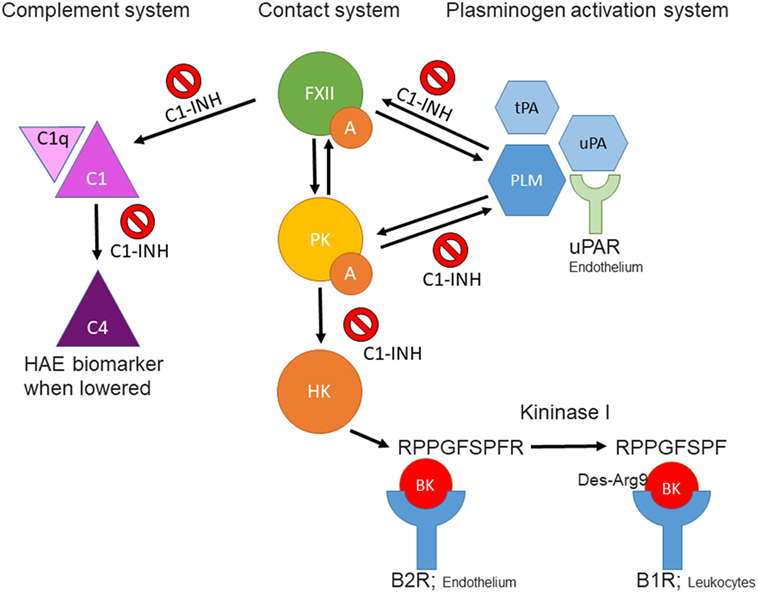 Complement system
Contact system
Plasminogen activation system
C1-INH
FXII
A
C1-INH
tPA
uPA
C1q
C1
PLM
C1-INH
PK
A
C1-INH
uPAR
Endothelium
C4
C1-INH
HAE biomarker
when lowered
HK
Kininase I
RPPGFSPFR
RPPGFSPF
BK
Des-Arg9
BK
B2R; Endothelium
B1R; Leukocytes